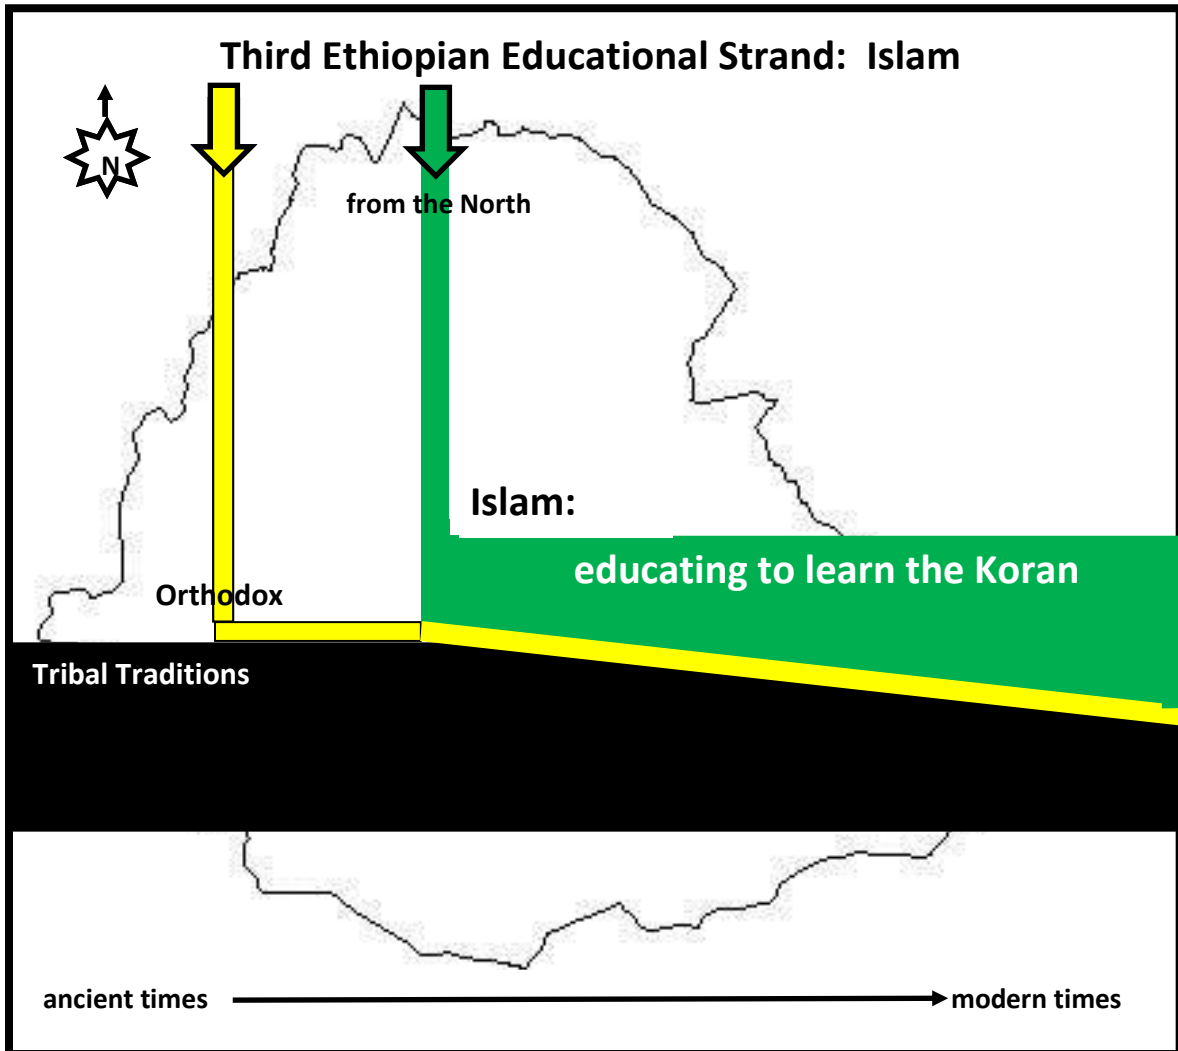 Third Ethiopian Educational Strand: Islam
N
from the North
Islam:
educating to learn the Koran
Orthodox
Tribal Traditions
ancient times
modern times